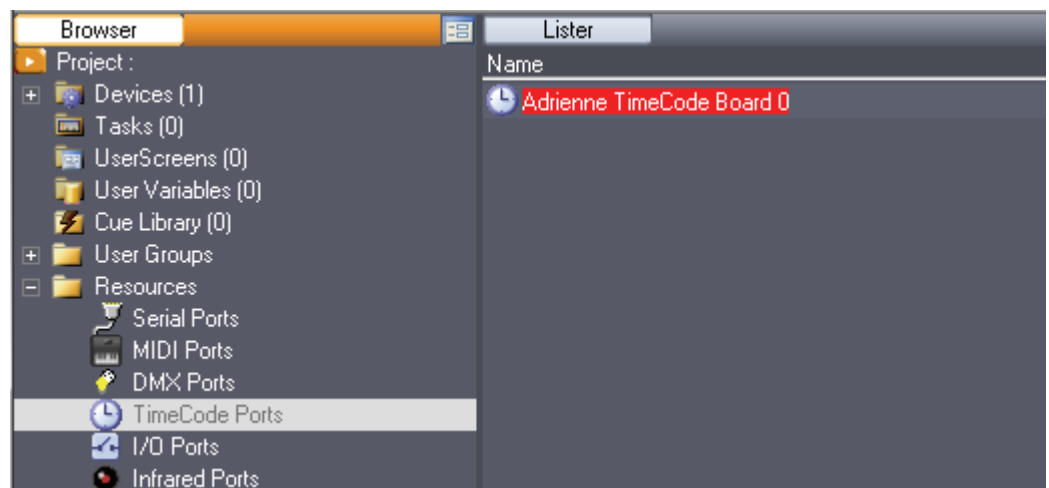 Browser
Project :
Devices (1)
Tasks (0)
UserScreens (0)
User Variables (0)
Cue Library (0)
User Groups
Resources
Serial Ports
MIDI Ports
DMX Ports
TimeCode Ports
I/O Ports
Infrared Ports
Lister
Name
Adrienne TimeCode Board 0